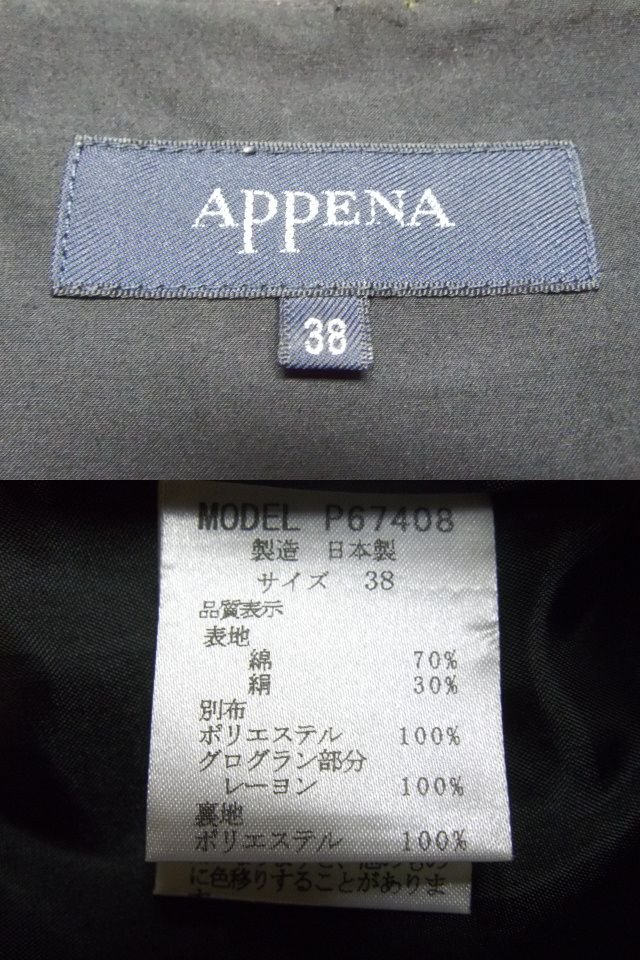 APPENA
38
MODEL P67408
製造 日本製
サイズ 38
品質表示
表地
綿 70%
絹 30%
別布
ポリエステル 100%
グログラン部分
レーヨン 100%
裏地
ポリエステル 100%
に色移りすることがありま
す